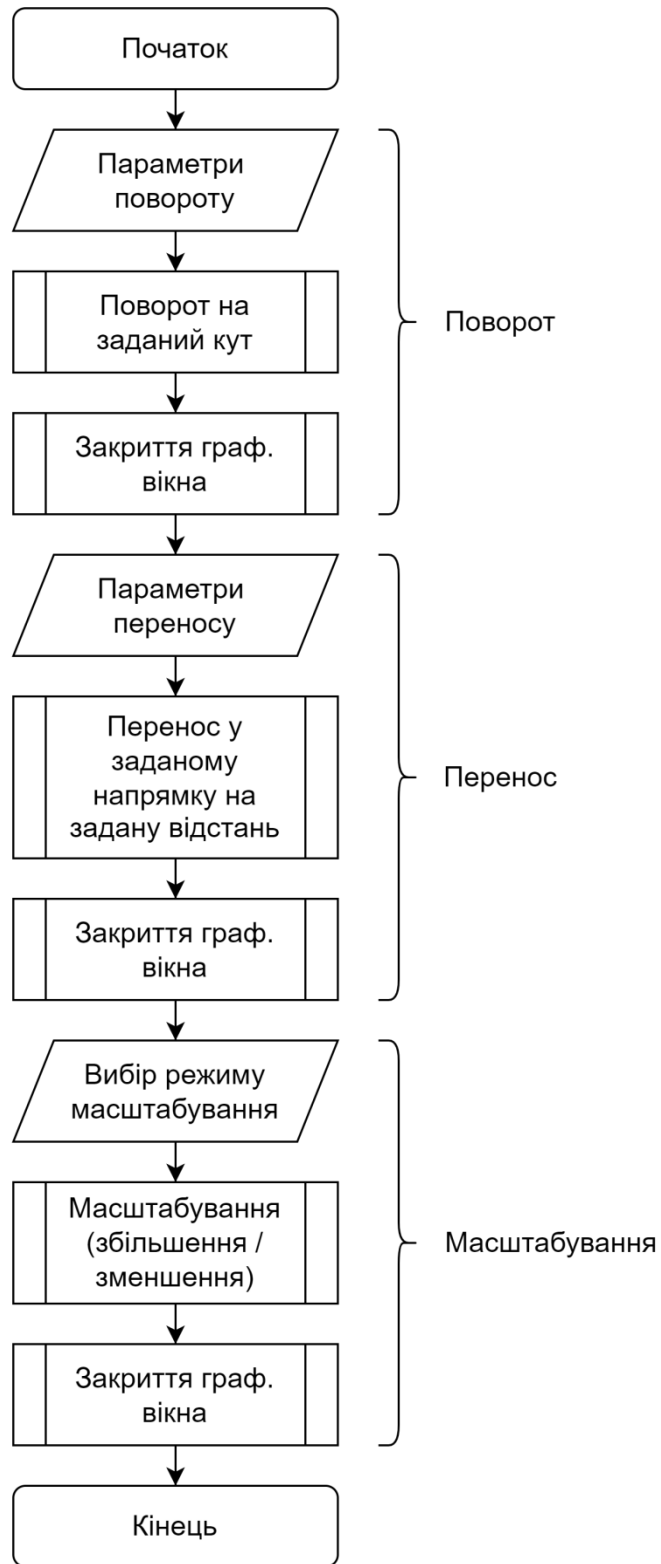 Початок
Параметри
повороту
Поворот на
заданий кут
Закриття граф.
вікна
Поворот
Параметри
переносу
Перенос у
заданому
напрямку на
задану відстань
Закриття граф.
вікна
Перенос
Вибір режиму
масштабування
Масштабування
(збільшення /
зменшення)
Закриття граф.
вікна
Масштабування
Кінець